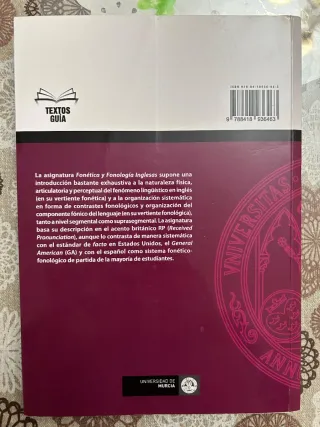 TEXTOS
GUÍA
9 788418 936463
La asignatura Fonética y Fonología Inglesas supone una
introducción bastante exhaustiva a la naturaleza física,
articulatoria y perceptual del fenómeno lingüístico en inglés
(en su vertiente fonética) y a la organización sistemática
en forma de contrastes fonológicos y organización del
componente fónico del lenguaje (en su vertiente fonológica),
tanto a nivel segmental como suprasegmental. La asignatura
basa su descripción en el acento británico RP (Received
Pronunciation), aunque lo contrasta de manera sistemática
con el estándar de facto en Estados Unidos, el General
American (GA) y con el español como sistema fonético-
fonológico de partida de la mayoría de estudiantes.
UNIVERSIDAD DE
MURCIA